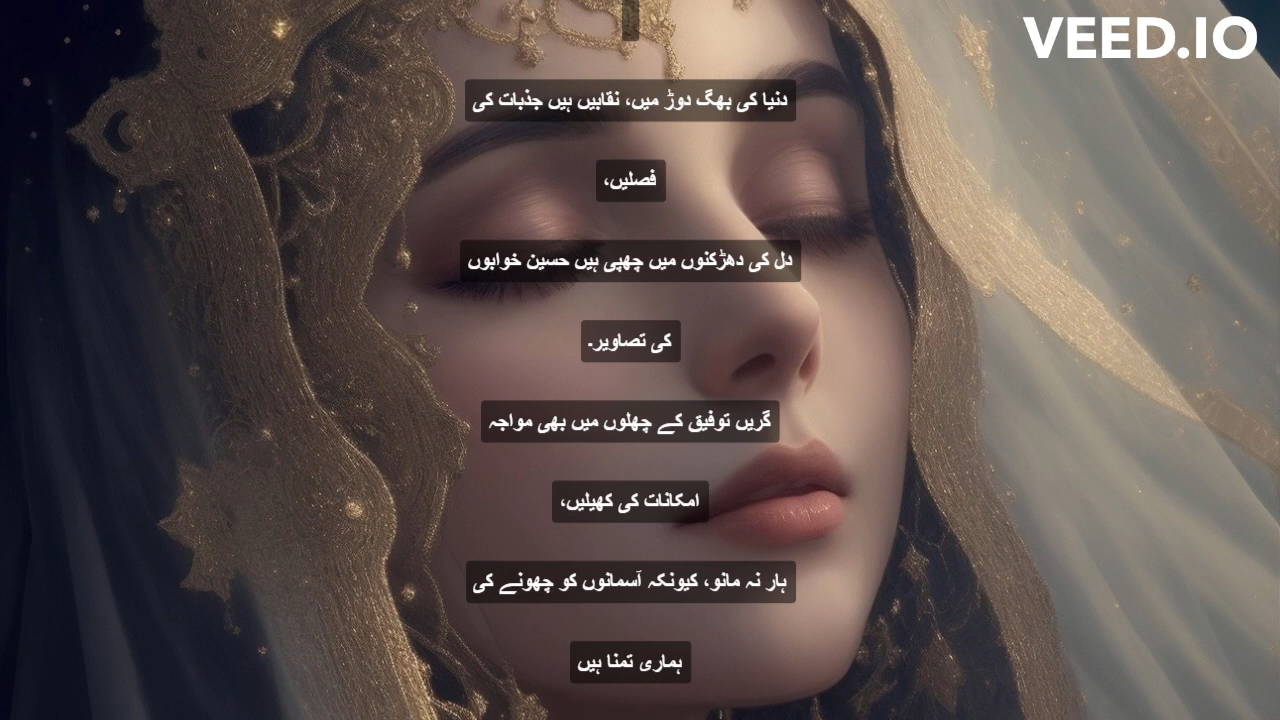 VEED.IO
دنیا کی بھگ دوڑ میں، نقابیں ہیں جذبات کی
فصلیں،
دل کی دھڑکنوں میں چھپی ہیں حسین خوابوں
کی تصاویر۔
گریں توفیق کے چھلوں میں بھی مواجہ
امکانات کی کھیلیں،
ہار نہ مانو، کیونکہ آسمانوں کو چھونے کی
ہماری تمنا ہیں